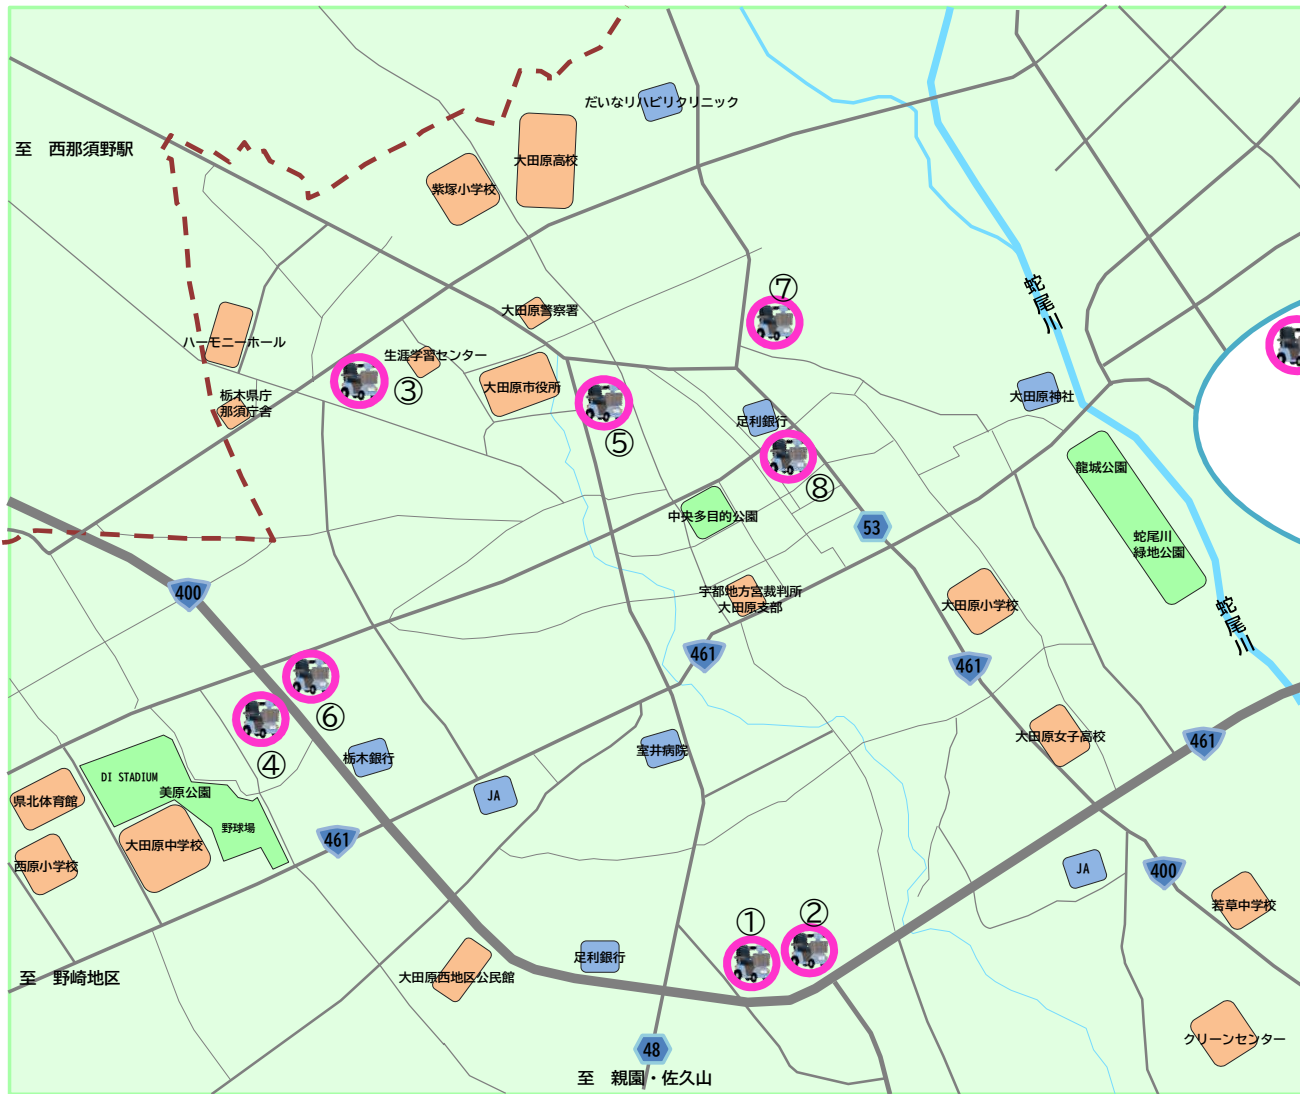 だいなリハビリクリニック
至　西那須野駅
大田原高校
紫塚小学校
⑦
蛇尾川
大田原警察署
ハーモニーホール
生涯学習センター
③
大田原市役所
栃木県庁
那須庁舎
大田原神社
足利銀行
⑤
龍城公園
⑧
中央多目的公園
53
蛇尾川
緑地公園
400
宇都地方宮裁判所
大田原支部
大田原小学校
蛇尾川
461
461
⑥
大田原女子高校
461
④
栃木銀行
室井病院
DI STADIUM
美原公園
県北体育館
JA
野球場
461
大田原中学校
西原小学校
JA
400
若草中学校
①
②
足利銀行
至　野崎地区
大田原西地区公民館
クリーンセンター
48
至　親園・佐久山